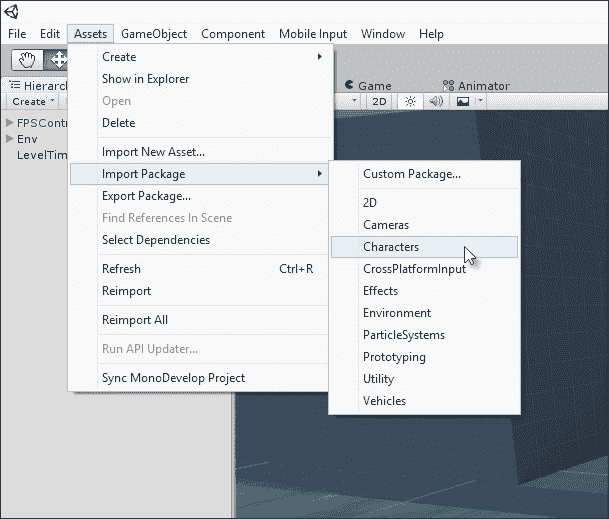 File Edit Assets GameObject Component Mobile Input Window Help
Hierarch
Create
FPSContr
Env
LevelTim
Create
Show in Explorer
Open
Delete
Import New Asset...
Import Package
Export Package...
Find References In Scene
Select Dependencies
Refresh Ctrl+R
Reimport
Reimport All
Run API Updater...
Sync MonoDevelop Project
Game Animator
2D
Custom Package...
2D
Cameras
Characters
CrossPlatformInput
Effects
Environment
ParticleSystems
Prototyping
Utility
Vehicles